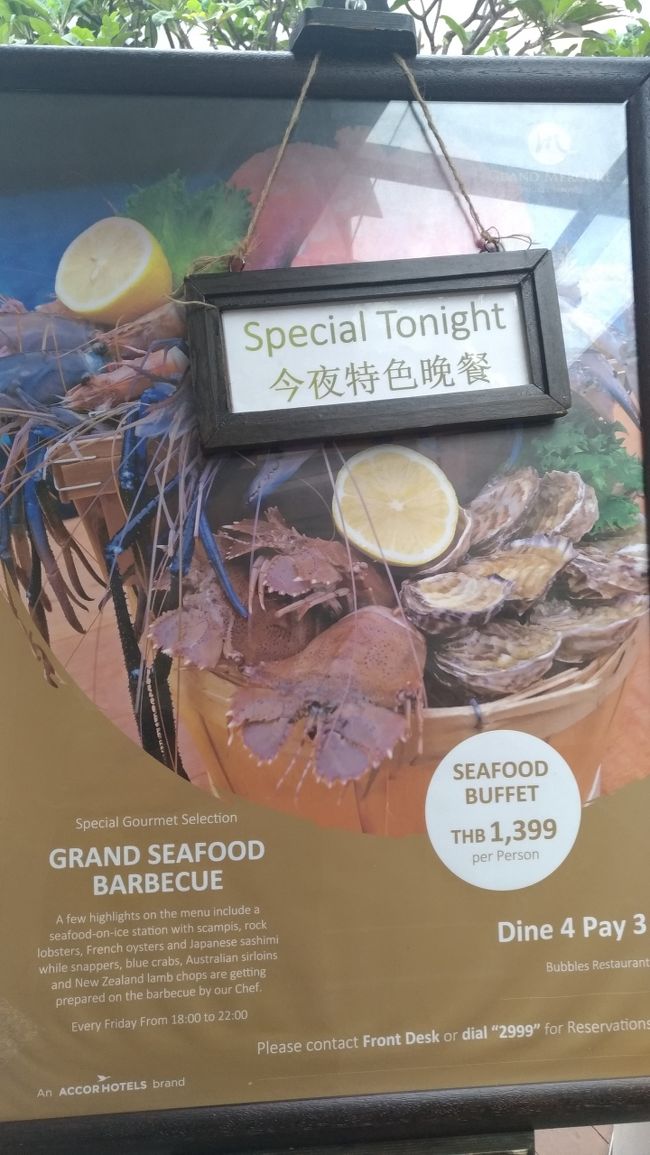 GRAND MERCURE
Special Tonight
今夜特色晚餐
SEAFOOD
BUFFET
THB 1,399
per Person
Special Gourmet Selection
GRAND SEAFOOD
BARBECUE
A few highlights on the menu include a
seafood-on-ice station with scampis, rock
lobsters, French oysters and Japanese sashimi
while snappers, blue crabs, Australian sirloins
and New Zealand lamb chops are getting
prepared on the barbecue by our Chef.
Every Friday From 18:00 to 22:00
Dine 4 Pay 3
Bubbles Restaurant
Please contact Front Desk or dial "2999" for Reservations
An ACCORHOTELS brand